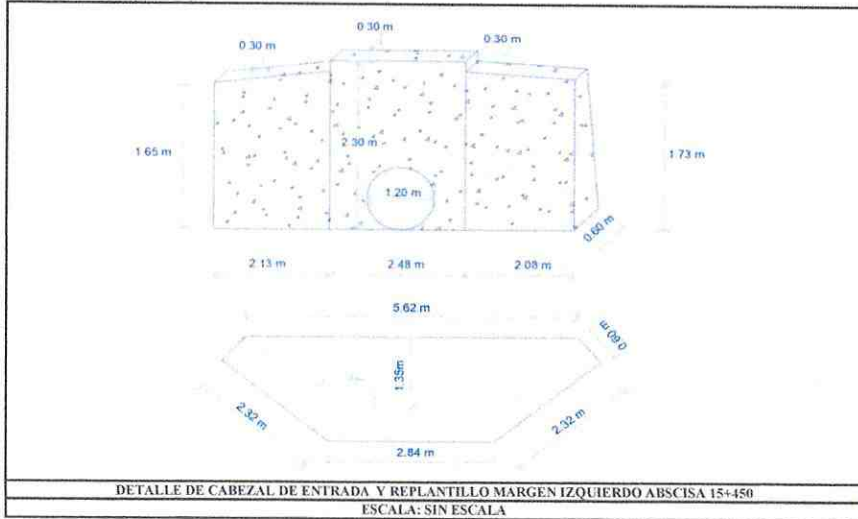 0.30 m
0.30 m
0.30 m
1.65 m
2.30 m
1.73 m
1.20 m
0.60 m
2.13 m
2.48 m
2.08 m
5.62 m
0.60 m
1.35m
2.32 m
2.32 m
2.84 m
DETALLE DE CABEZAL DE ENTRADA Y REPLANTILLO MARGEN IZQUIERDO ABSCISA 15+450
ESCALA: SIN ESCALA